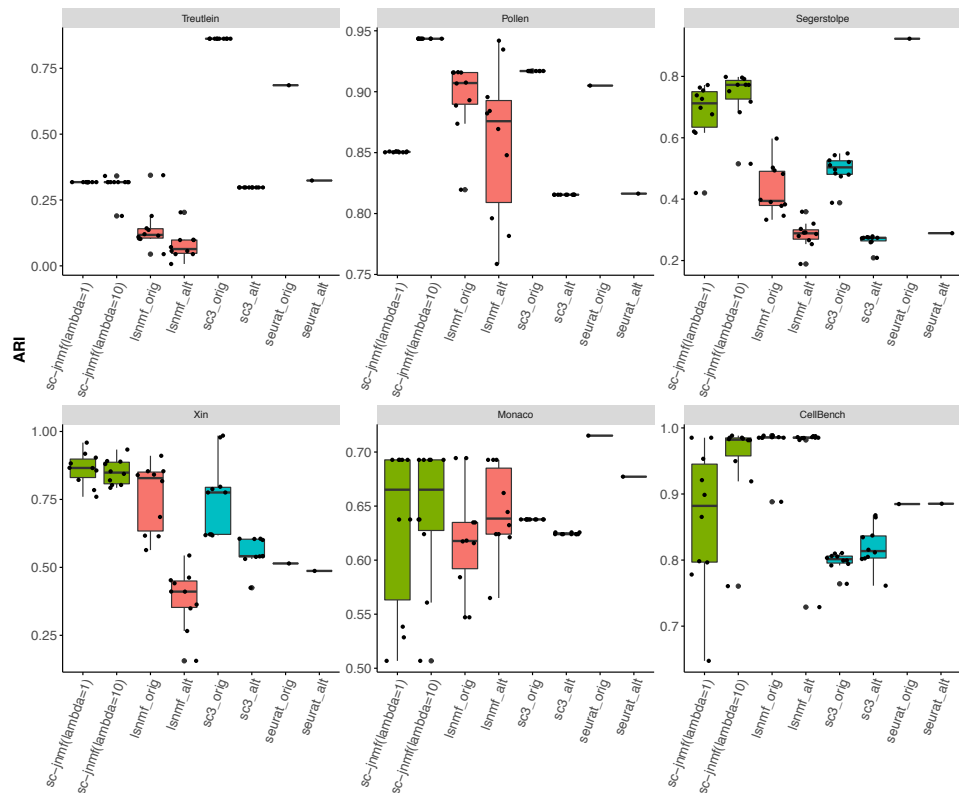 Treutlein
Pollen
Segerstolpe
0.75
0.50
0.25
0.00
0.95
0.90
0.85
0.80
0.75
0.8
0.6
0.4
0.2
sc−jnmf(lambda=1)
sc−jnmf(lambda=10)
lsnmf_orig
lsnmf_alt
sc3_orig
sc3_alt
seurat_orig
seurat_alt
sc−jnmf(lambda=1)
sc−jnmf(lambda=10)
lsnmf_orig
lsnmf_alt
sc3_orig
sc3_alt
seurat_orig
seurat_alt
sc−jnmf(lambda=1)
sc−jnmf(lambda=10)
lsnmf_orig
lsnmf_alt
sc3_orig
sc3_alt
seurat_orig
seurat_alt
ARI
Xin
Monaco
CellBench
1.00
0.75
0.50
0.25
0.70
0.65
0.60
0.55
0.50
1.0
0.9
0.8
0.7
sc−jnmf(lambda=1)
sc−jnmf(lambda=10)
lsnmf_orig
lsnmf_alt
sc3_orig
sc3_alt
seurat_orig
seurat_alt
sc−jnmf(lambda=1)
sc−jnmf(lambda=10)
lsnmf_orig
lsnmf_alt
sc3_orig
sc3_alt
seurat_orig
seurat_alt
sc−jnmf(lambda=1)
sc−jnmf(lambda=10)
lsnmf_orig
lsnmf_alt
sc3_orig
sc3_alt
seurat_orig
seurat_alt